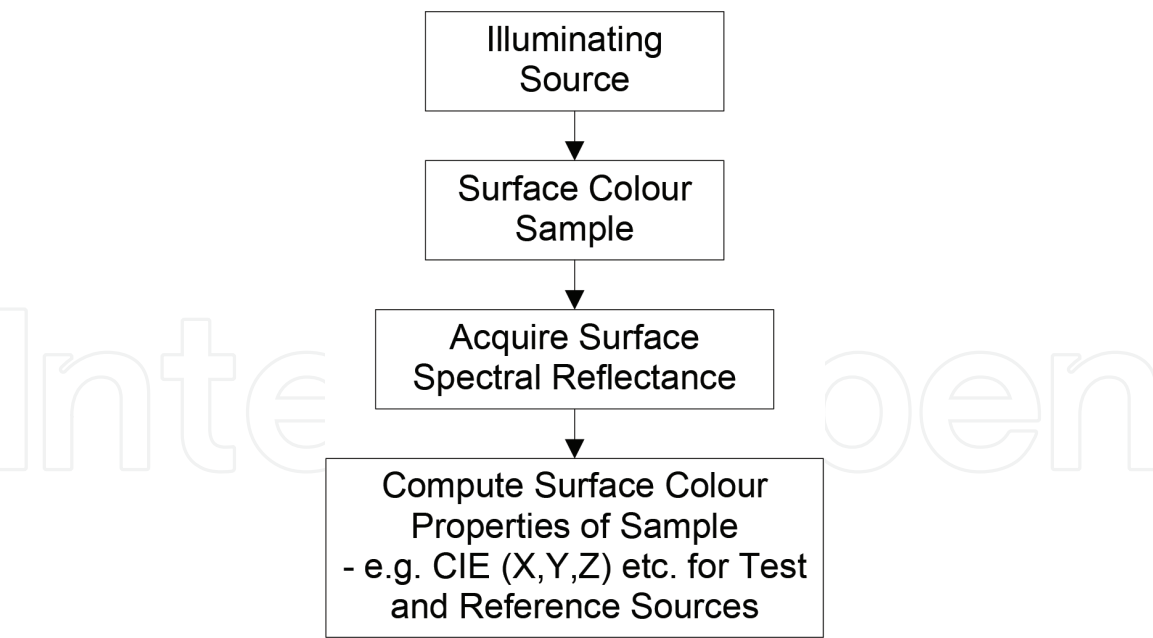 Illuminating
Source
Surface Colour
Sample
Acquire Surface
Spectral Reflectance
Compute Surface Colour
Properties of Sample
- e.g. CIE (X,Y,Z) etc. for Test
and Reference Sources